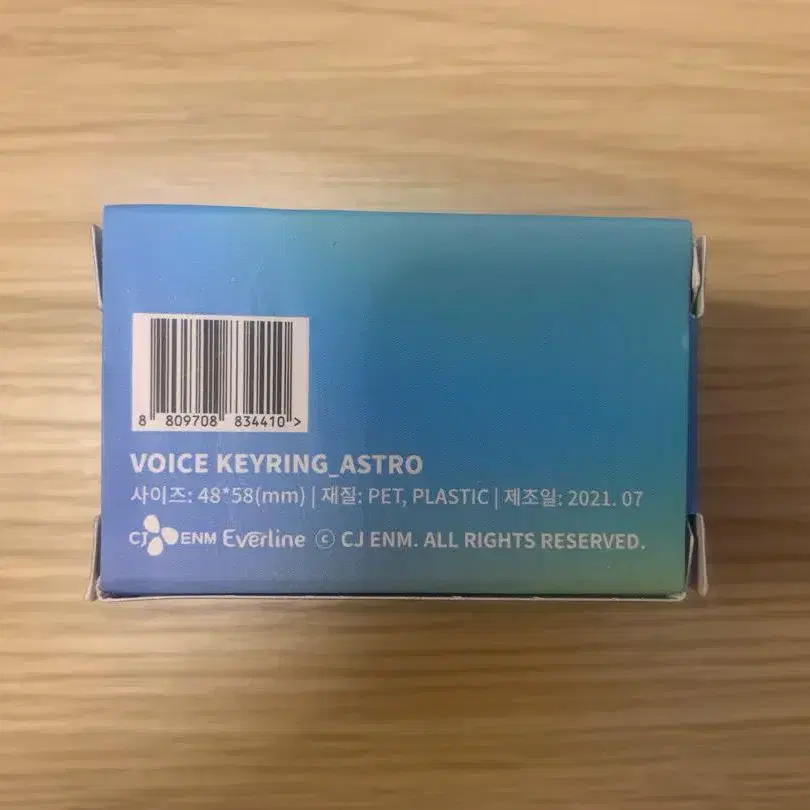 8 809708 834410 >
VOICE KEYRING_ASTRO
사이즈: 48*58(mm) | 재질: PET, PLASTIC | 제조일: 2021. 07
CJ ENM Everline ⓒ CJ ENM. ALL RIGHTS RESERVED.